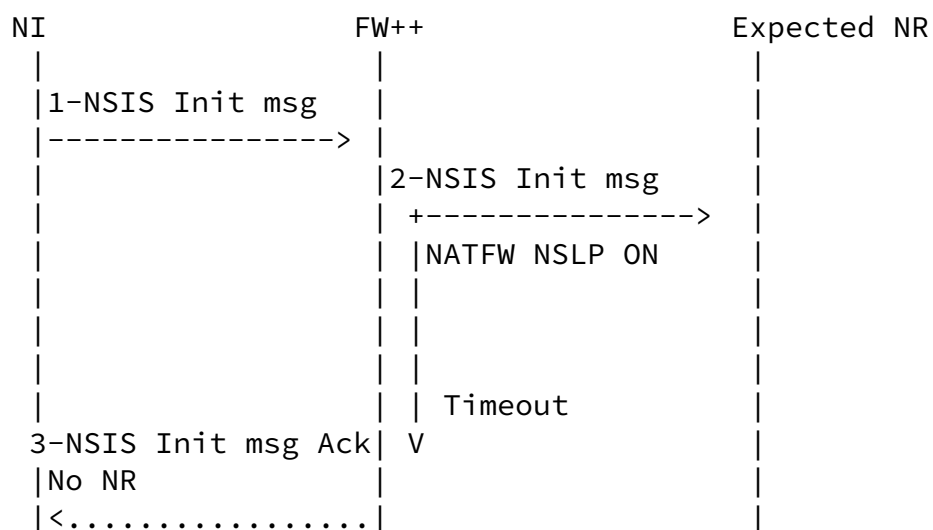 NI FW++ Expected NR
1-NSIS Init msg
---------------->
2-NSIS Init msg
+--------------->
NATFW NSLP ON
Timeout
3-NSIS Init msg Ack V
No NR
<.................